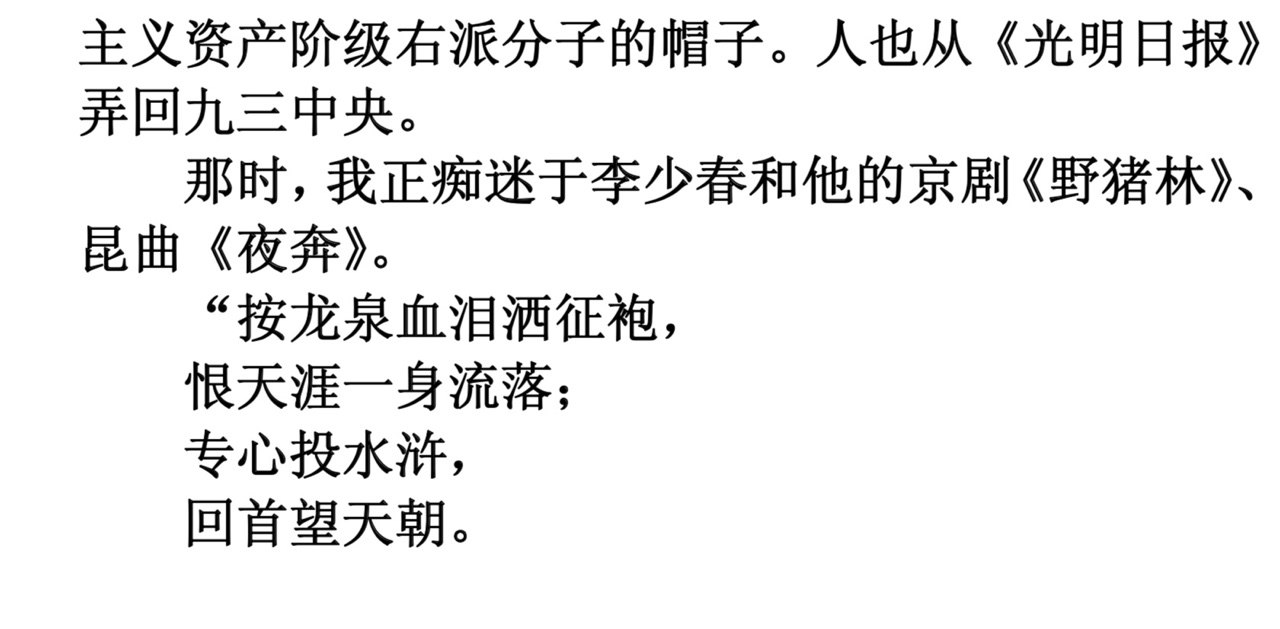 主义资产阶级右派分子的帽子。人也从《光明日报》
弄回九三中央。
那时，我正痴迷于李少春和他的京剧《野猪林》、
昆曲《夜奔》。
“按龙泉血泪洒征袍，
恨天涯一身流落；
专心投水浒，
回首望天朝。